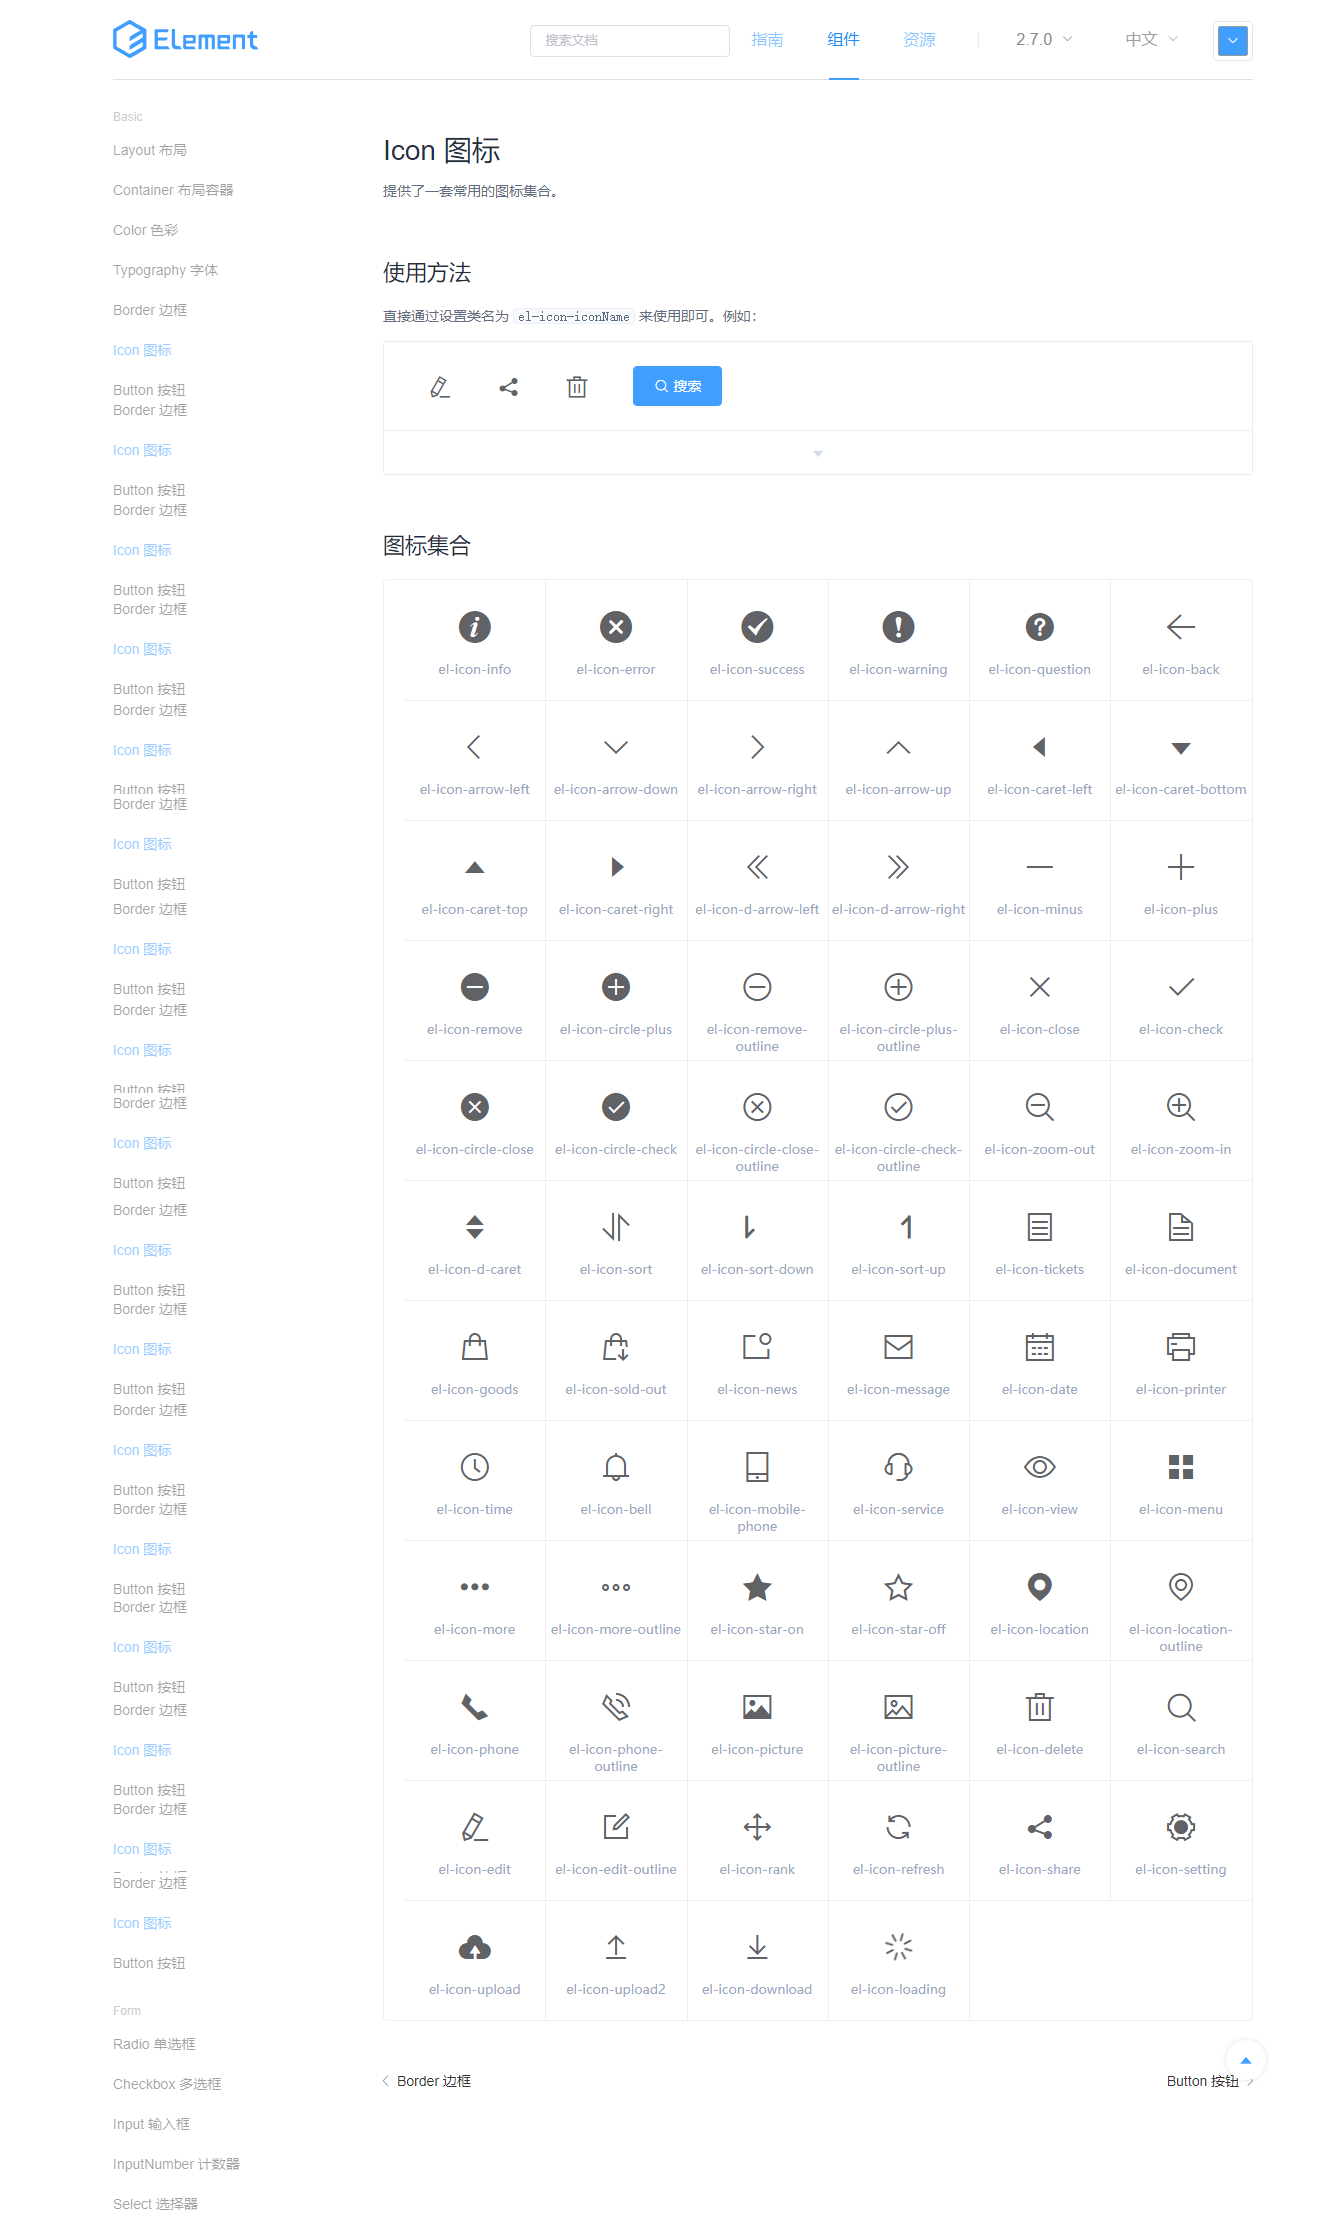 Element
搜索文档
指南
组件
资源
2.7.0
中文
Basic
Layout 布局
Container 布局容器
Color 色彩
Typography 字体
Border 边框
Icon 图标
Button 按钮
Border 边框
Icon 图标
Button 按钮
Border 边框
Icon 图标
Button 按钮
Border 边框
Icon 图标
Button 按钮
Border 边框
Icon 图标
Button 按钮
Border 边框
Icon 图标
Button 按钮
Border 边框
Icon 图标
Button 按钮
Border 边框
Icon 图标
Button 按钮
Border 边框
Icon 图标
Button 按钮
Border 边框
Icon 图标
Button 按钮
Border 边框
Icon 图标
Button 按钮
Border 边框
Icon 图标
Button 按钮
Border 边框
Icon 图标
Button 按钮
Border 边框
Icon 图标
Button 按钮
Border 边框
Icon 图标
Button 按钮
Border 边框
Icon 图标
Border 边框
Icon 图标
Button 按钮
Form
Radio 单选框
Checkbox 多选框
Input 输入框
InputNumber 计数器
Select 选择器
Icon 图标
提供了一套常用的图标集合。
使用方法
直接通过设置类名为 el-icon-iconName 来使用即可。例如：
搜索
图标集合
el-icon-info
el-icon-error
el-icon-success
el-icon-warning
el-icon-question
el-icon-back
el-icon-arrow-left
el-icon-arrow-down
el-icon-arrow-right
el-icon-arrow-up
el-icon-caret-left
el-icon-caret-bottom
el-icon-caret-top
el-icon-caret-right
el-icon-d-arrow-left
el-icon-d-arrow-right
el-icon-minus
el-icon-plus
el-icon-remove
el-icon-circle-plus
el-icon-remove-
outline
el-icon-circle-plus-
outline
el-icon-close
el-icon-check
el-icon-circle-close
el-icon-circle-check
el-icon-circle-close-
outline
el-icon-circle-check-
outline
el-icon-zoom-out
el-icon-zoom-in
el-icon-d-caret
el-icon-sort
el-icon-sort-down
el-icon-sort-up
el-icon-tickets
el-icon-document
el-icon-goods
el-icon-sold-out
el-icon-news
el-icon-message
el-icon-date
el-icon-printer
el-icon-time
el-icon-bell
el-icon-mobile-
phone
el-icon-service
el-icon-view
el-icon-menu
el-icon-more
el-icon-more-outline
el-icon-star-on
el-icon-star-off
el-icon-location
el-icon-location-
outline
el-icon-phone
el-icon-phone-
outline
el-icon-picture
el-icon-picture-
outline
el-icon-delete
el-icon-search
el-icon-edit
el-icon-edit-outline
el-icon-rank
el-icon-refresh
el-icon-share
el-icon-setting
el-icon-upload
el-icon-upload2
el-icon-download
el-icon-loading
Border 边框
Button 按钮